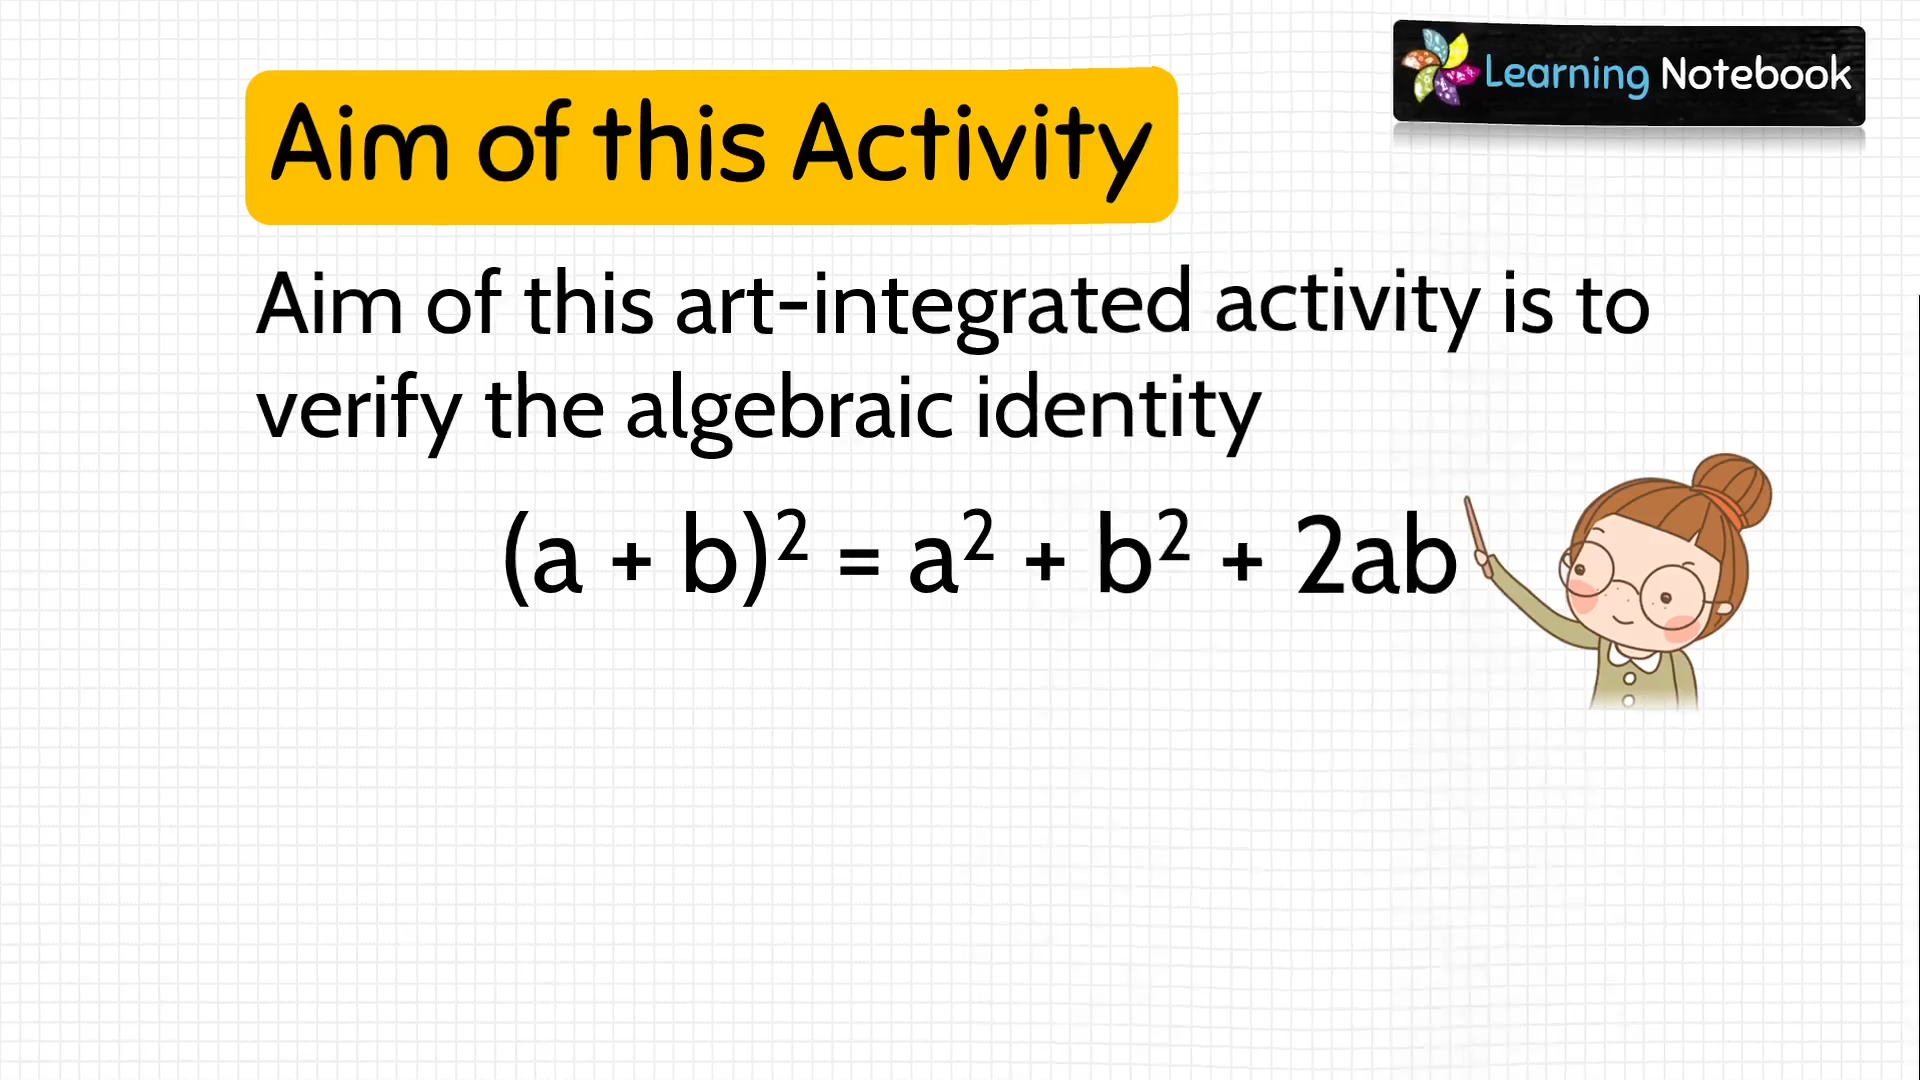 Learning Notebook
Aim of this Activity
Aim of this art-integrated activity is to
verify the algebraic identity
(a + b)² = a² + b² + 2ab